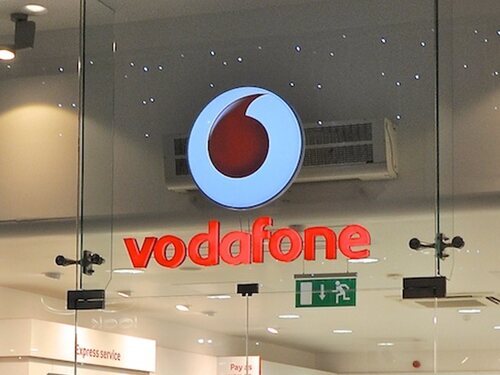 vodafone
Express service
Pay as